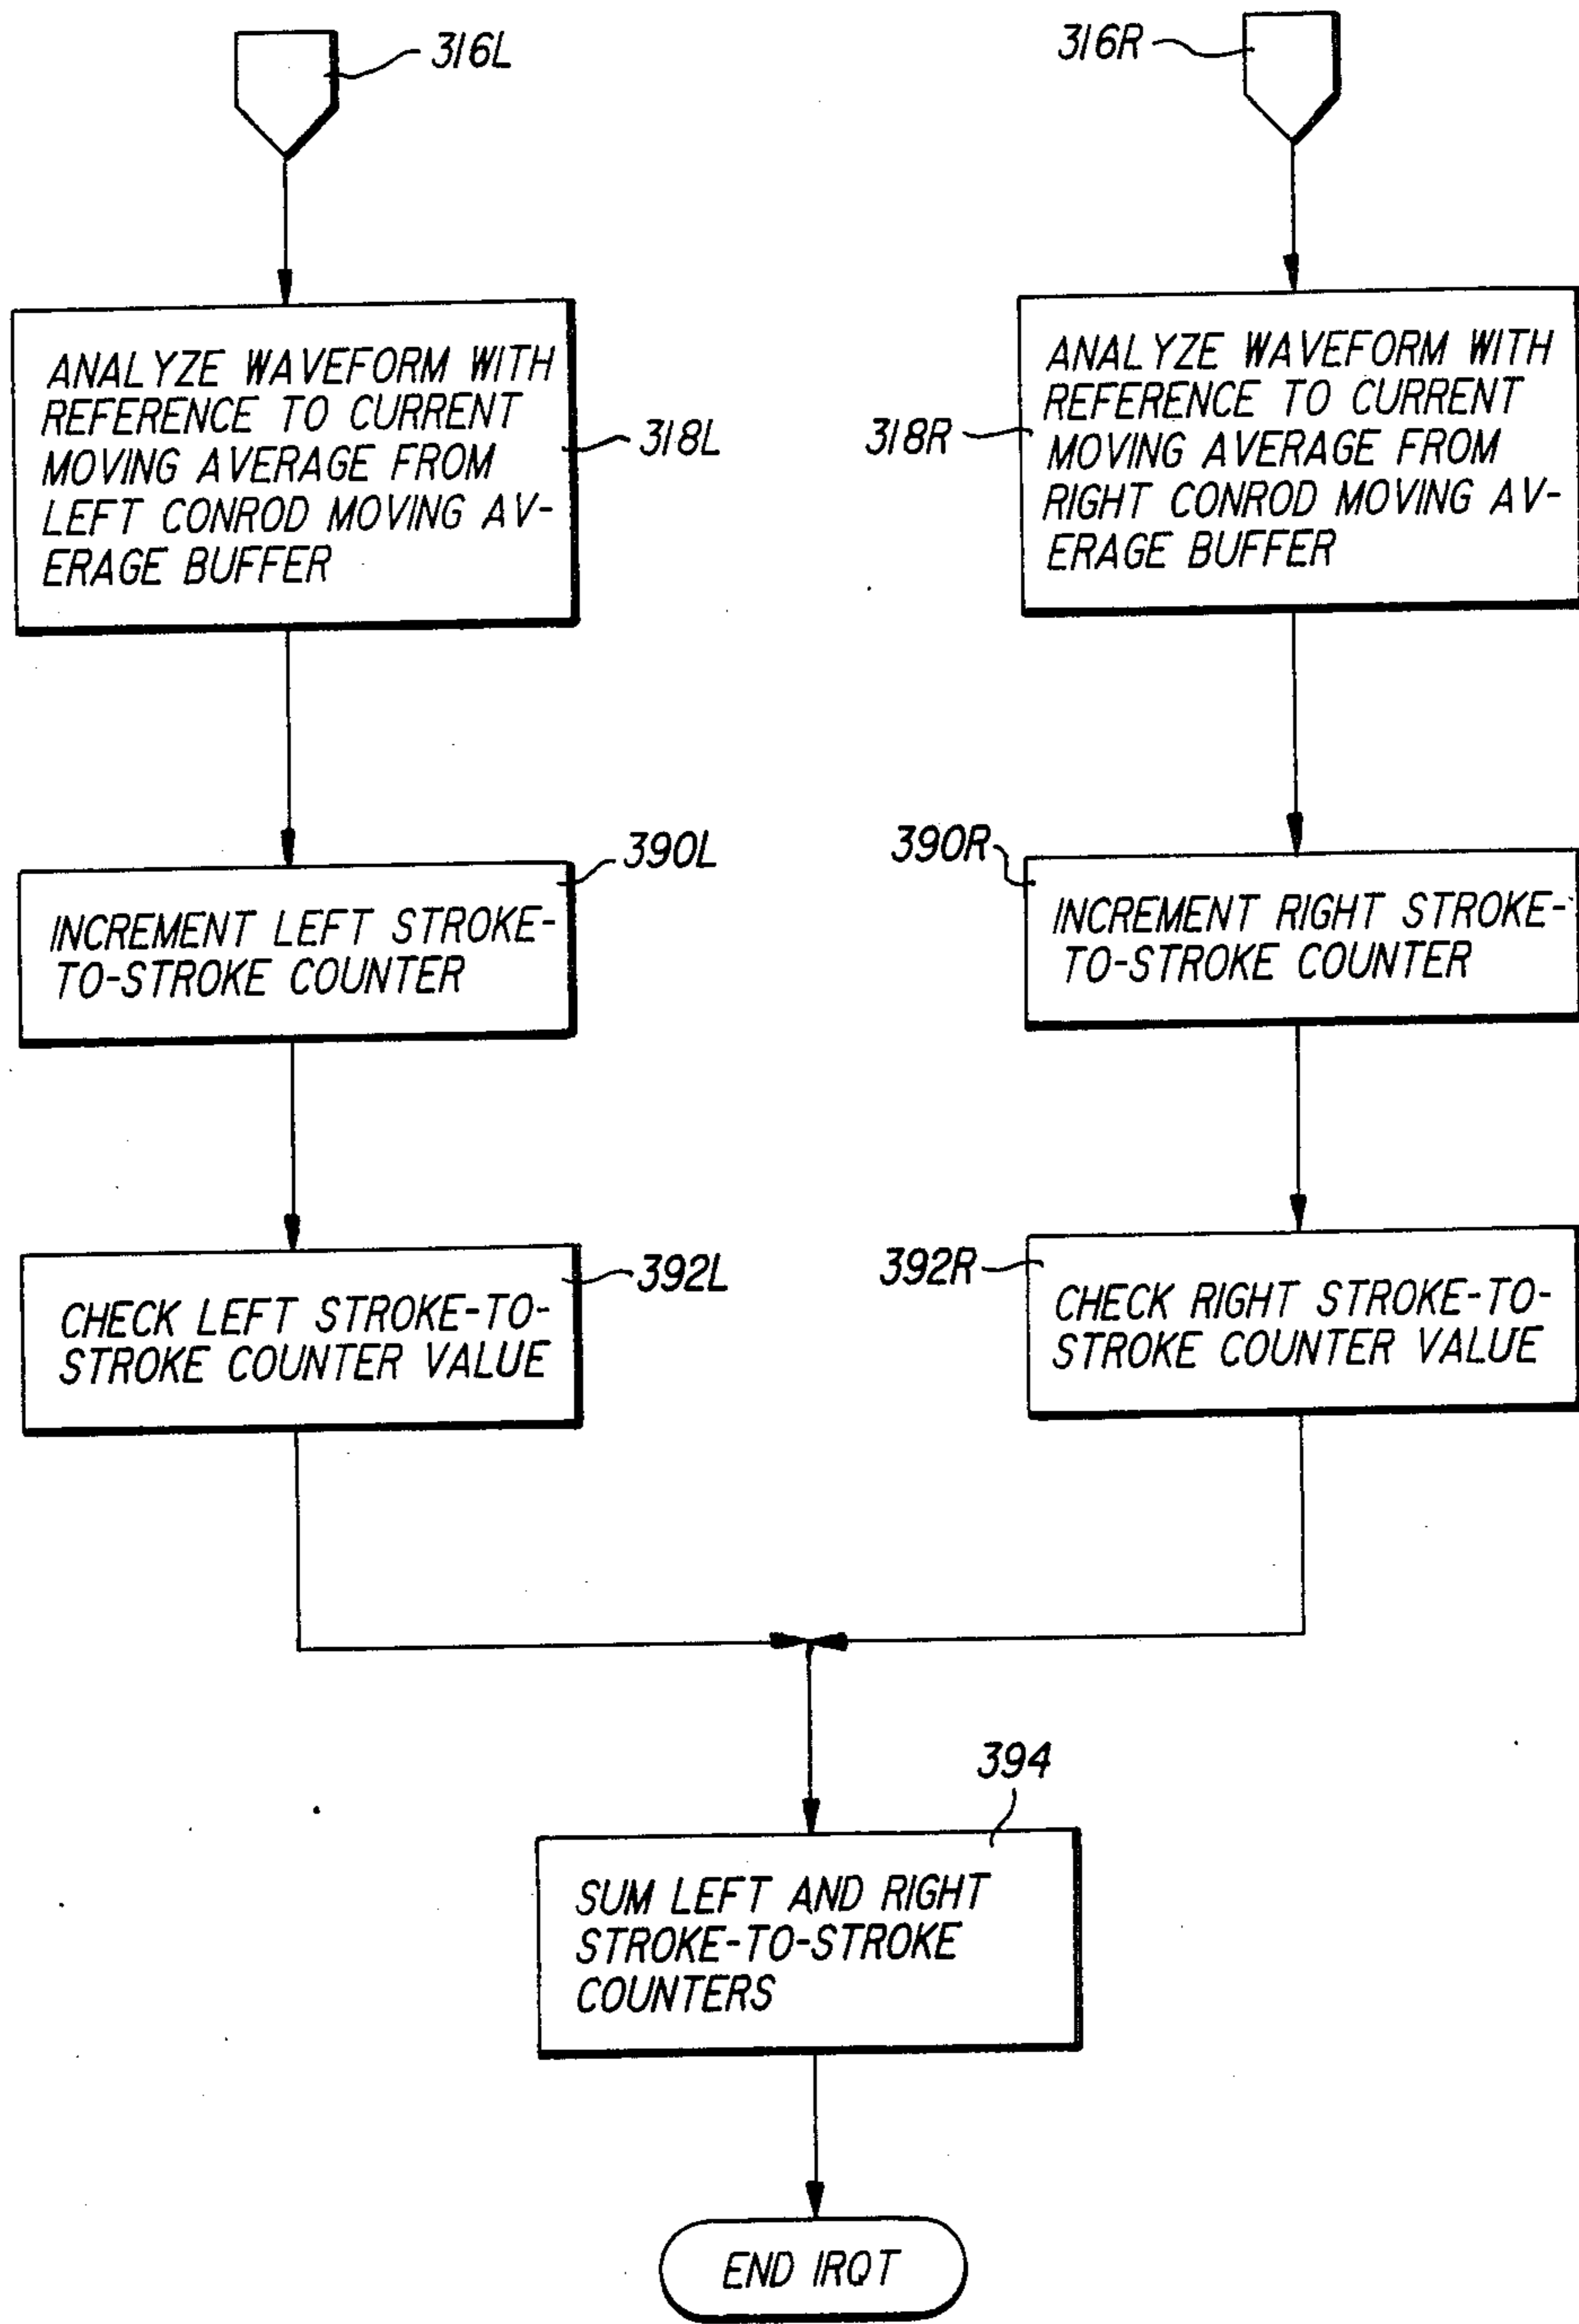 316L
316R
ANALYZE WAVEFORM WITH
REFERENCE TO CURRENT
MOVING AVERAGE FROM
LEFT CONROD MOVING AV-
ERAGE BUFFER
318L
318R
ANALYZE WAVEFORM WITH
REFERENCE TO CURRENT
MOVING AVERAGE FROM
RIGHT CONROD MOVING AV-
ERAGE BUFFER
390L
INCREMENT LEFT STROKE-
TO-STROKE COUNTER
390R
INCREMENT RIGHT STROKE-
TO-STROKE COUNTER
392L
CHECK LEFT STROKE-TO-
STROKE COUNTER VALUE
392R
CHECK RIGHT STROKE-TO-
STROKE COUNTER VALUE
394
SUM LEFT AND RIGHT
STROKE-TO-STROKE
COUNTERS
END IRQT